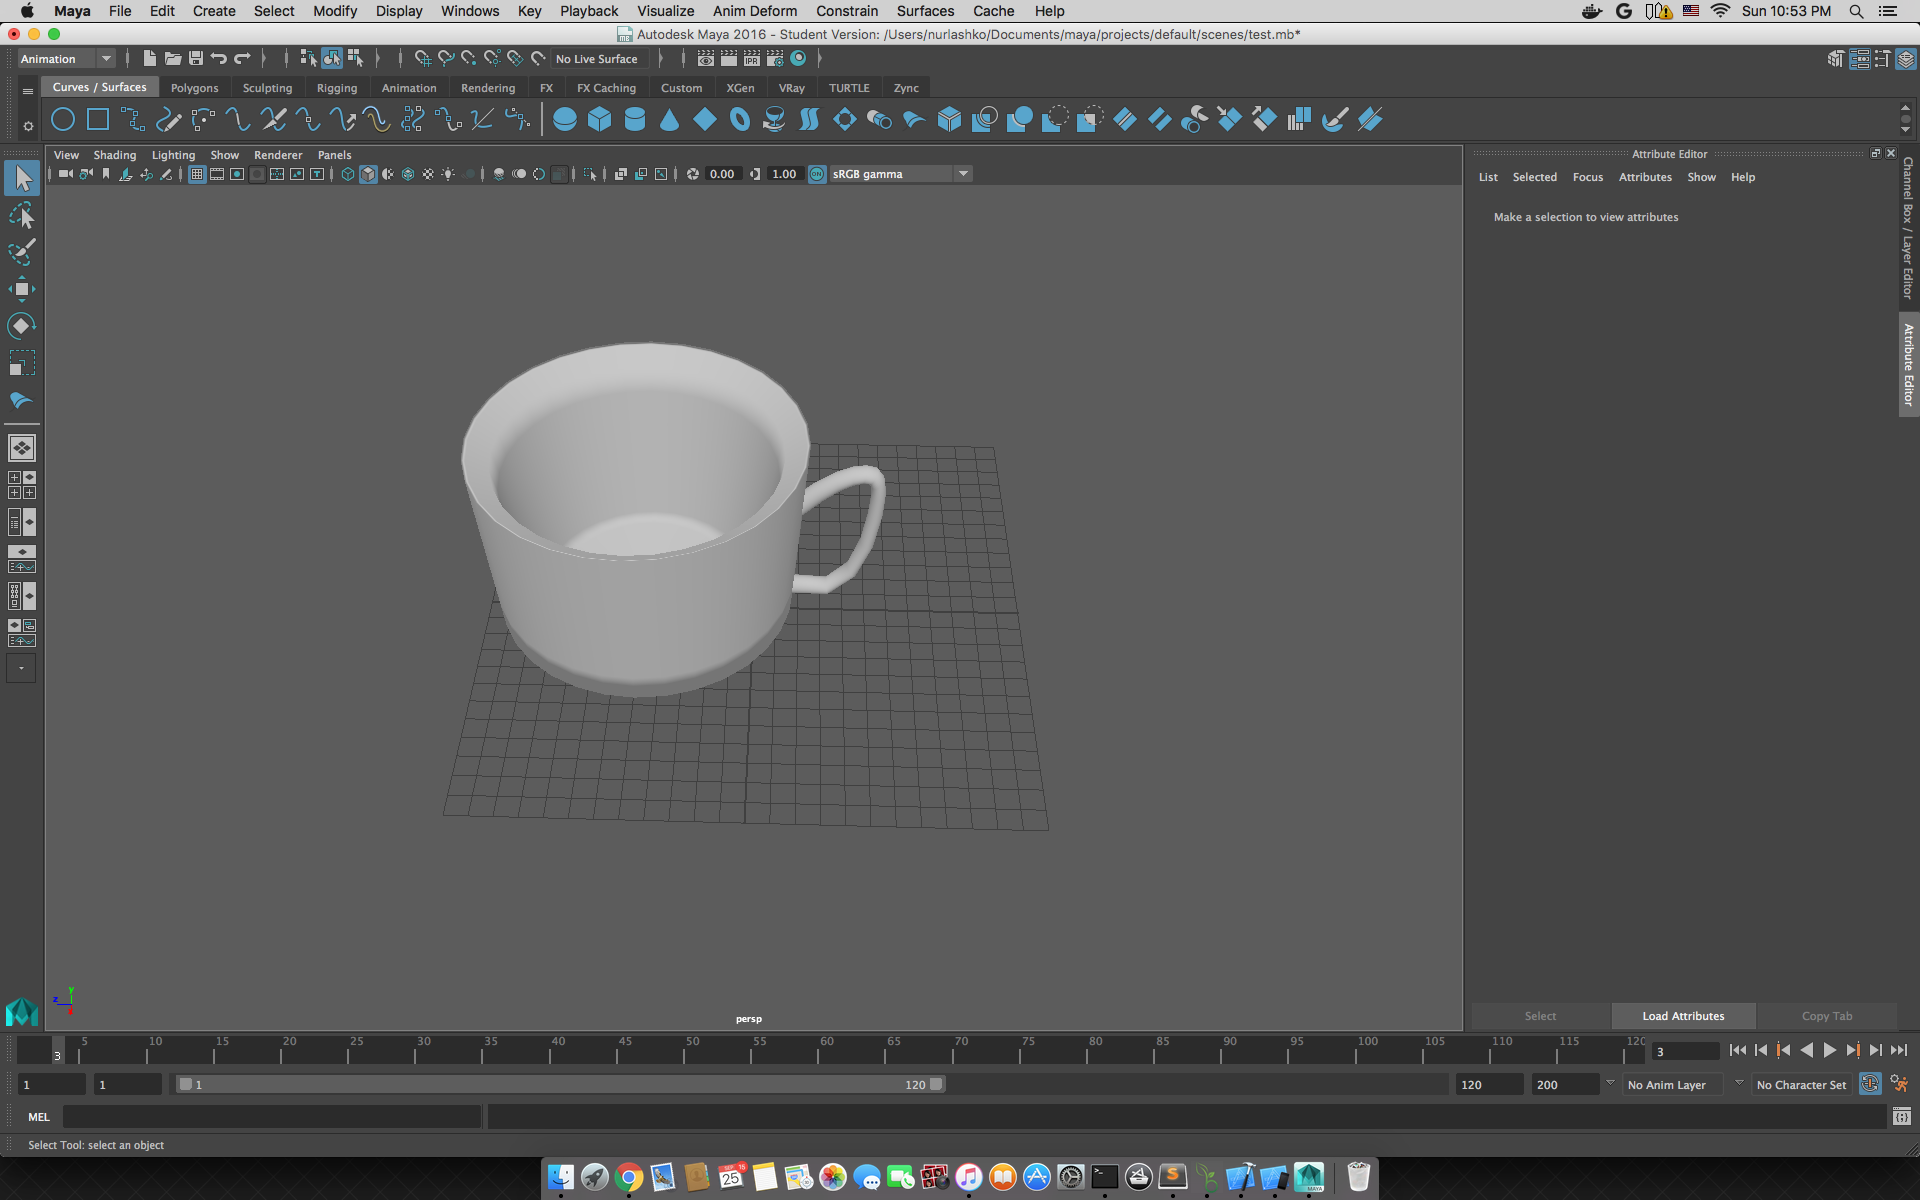 Maya File Edit Create Select Modify Display Windows Key Playback Visualize Anim Deform Constrain Surfaces Cache Help Sun 10:53 PM
Autodesk Maya 2016 - Student Version: /Users/nurlashko/Documents/maya/projects/default/scenes/test.mb*
Animation No Live Surface IPR
Curves / Surfaces Polygons Sculpting Rigging Animation Rendering FX FX Caching Custom XGen VRay TURTLE Zync
View Shading Lighting Show Renderer Panels
0.00 1.00 ON sRGB gamma
Attribute Editor
List Selected Focus Attributes Show Help
Make a selection to view attributes
Channel Box / Layer Editor
Attribute Editor
y
z
x
persp
Select Load Attributes Copy Tab
3 5 10 15 20 25 30 35 40 45 50 55 60 65 70 75 80 85 90 95 100 105 110 115 120 3
1 1 1 120 120 200 No Anim Layer No Character Set
MEL
Select Tool: select an object
SEP 25 15
MAYA